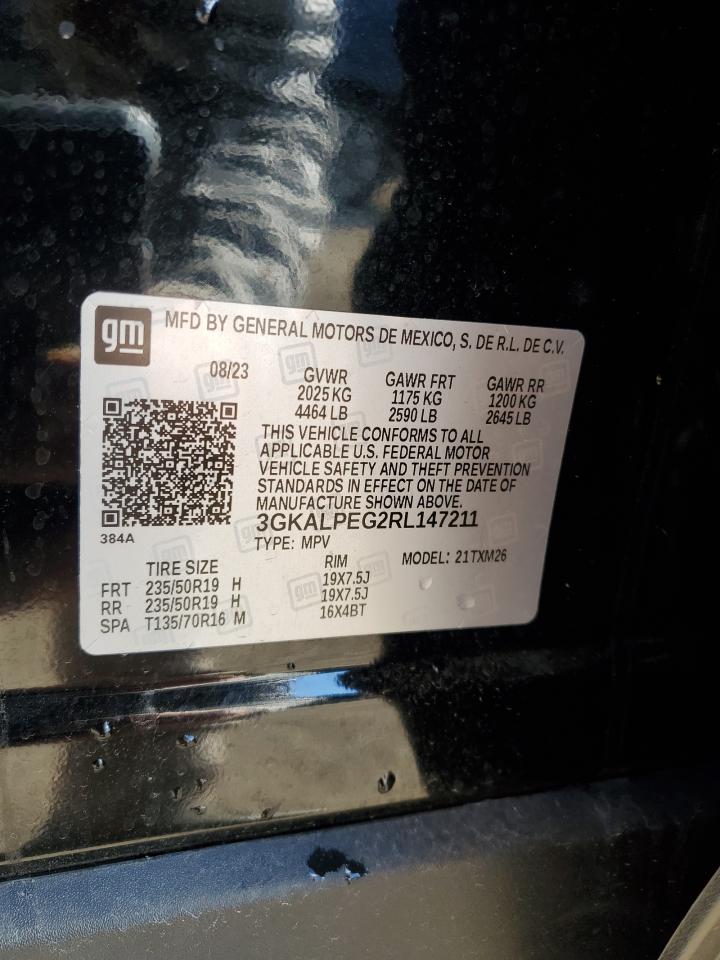 gm MFD BY GENERAL MOTORS DE MEXICO, S. DE R.L. DE C.V.
08/23 GVWR GAWR FRT GAWR RR
2025 KG 1175 KG 1200 KG
4464 LB 2590 LB 2645 LB
THIS VEHICLE CONFORMS TO ALL
APPLICABLE U.S. FEDERAL MOTOR
VEHICLE SAFETY AND THEFT PREVENTION
STANDARDS IN EFFECT ON THE DATE OF
MANUFACTURE SHOWN ABOVE.
3GKALPEG2RL147211
384A TYPE: MPV MODEL: 21TXM26
TIRE SIZE RIM
FRT 235/50R19 H 19X7.5J
RR 235/50R19 H 19X7.5J
SPA T135/70R16 M 16X4BT